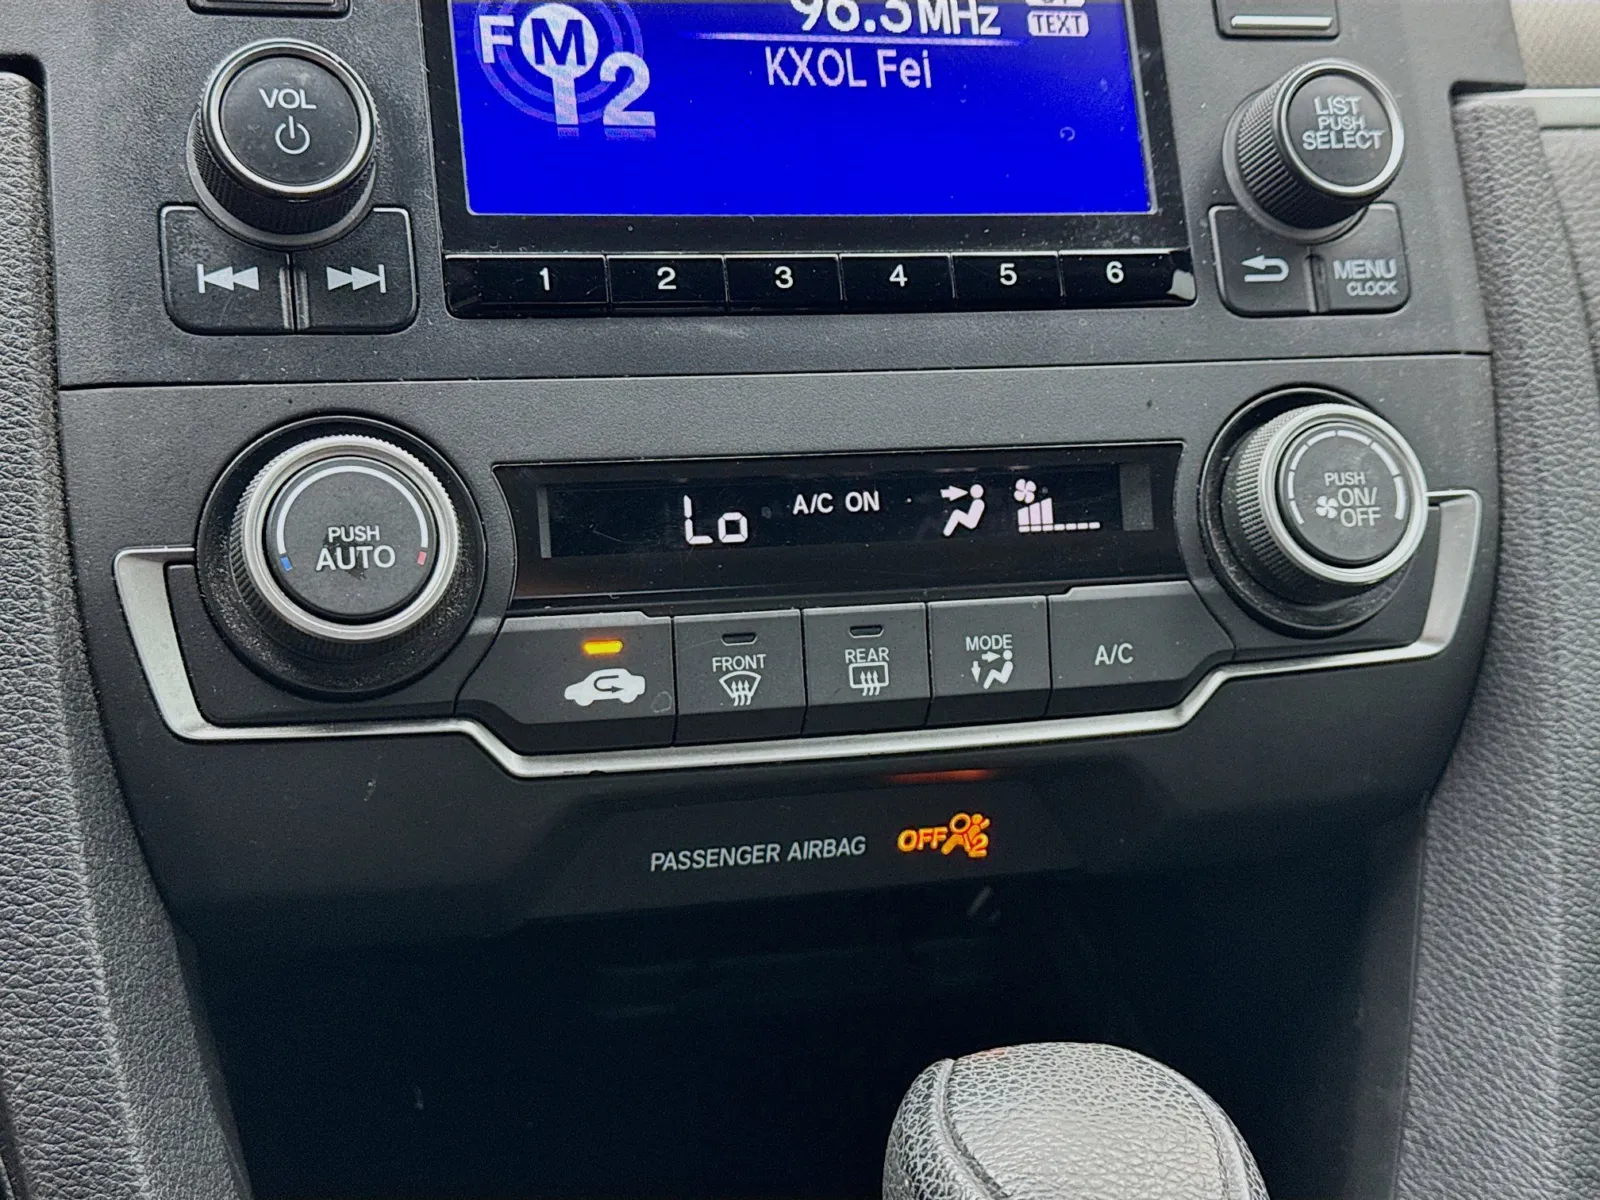 96.3MHz
TEXT
FM
2
KXOL Fei
VOL
LIST
PUSH
SELECT
1 2 3 4 5 6
MENU
CLOCK
PUSH
AUTO
Lo
A/C ON
PUSH
ON/
OFF
FRONT
REAR
MODE
A/C
PASSENGER AIRBAG
OFF
2